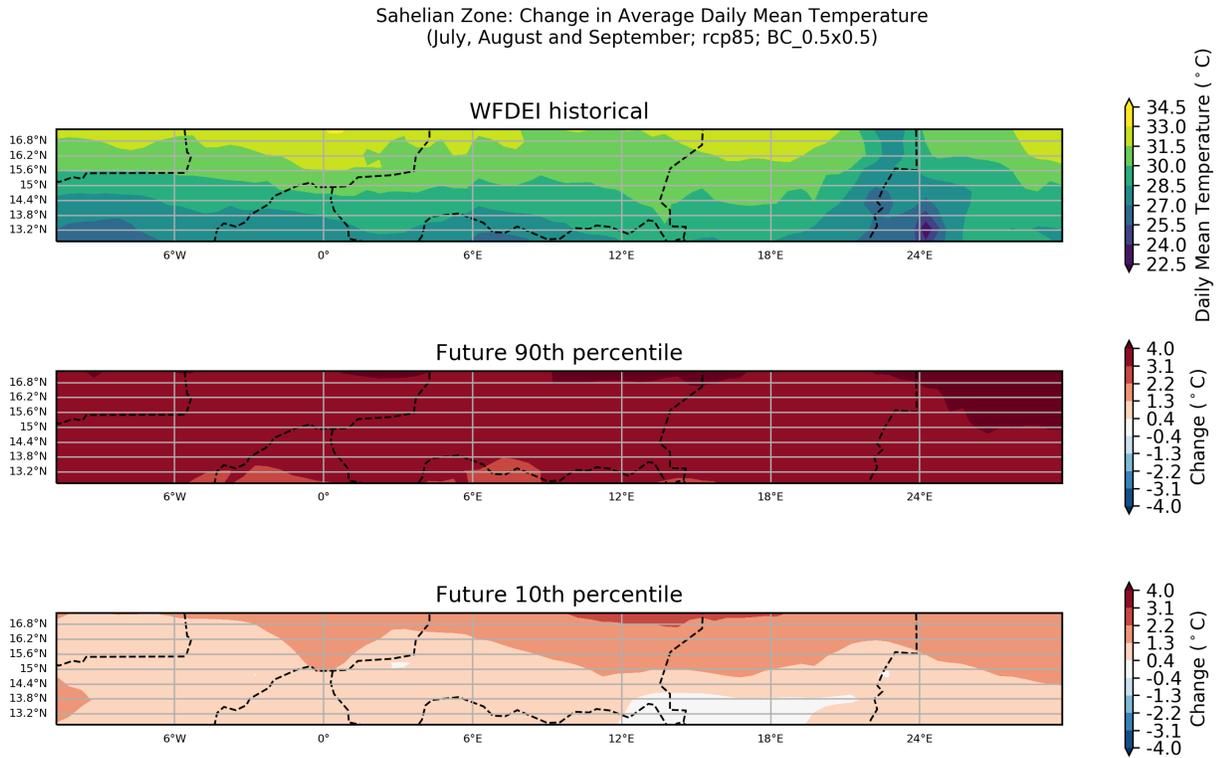 Sahelian Zone: Change in Average Daily Mean Temperature
(July, August and September; rcp85; BC_0.5x0.5)
WFDEI historical
16.8°N
16.2°N
15.6°N
15°N
14.4°N
13.8°N
13.2°N
6°W 0° 6°E 12°E 18°E 24°E
34.5
33.0
31.5
30.0
28.5
27.0
25.5
24.0
22.5
Daily Mean Temperature (°C)
Future 90th percentile
16.8°N
16.2°N
15.6°N
15°N
14.4°N
13.8°N
13.2°N
6°W 0° 6°E 12°E 18°E 24°E
4.0
3.1
2.2
1.3
0.4
-0.4
-1.3
-2.2
-3.1
-4.0
Change (°C)
Future 10th percentile
16.8°N
16.2°N
15.6°N
15°N
14.4°N
13.8°N
13.2°N
6°W 0° 6°E 12°E 18°E 24°E
4.0
3.1
2.2
1.3
0.4
-0.4
-1.3
-2.2
-3.1
-4.0
Change (°C)